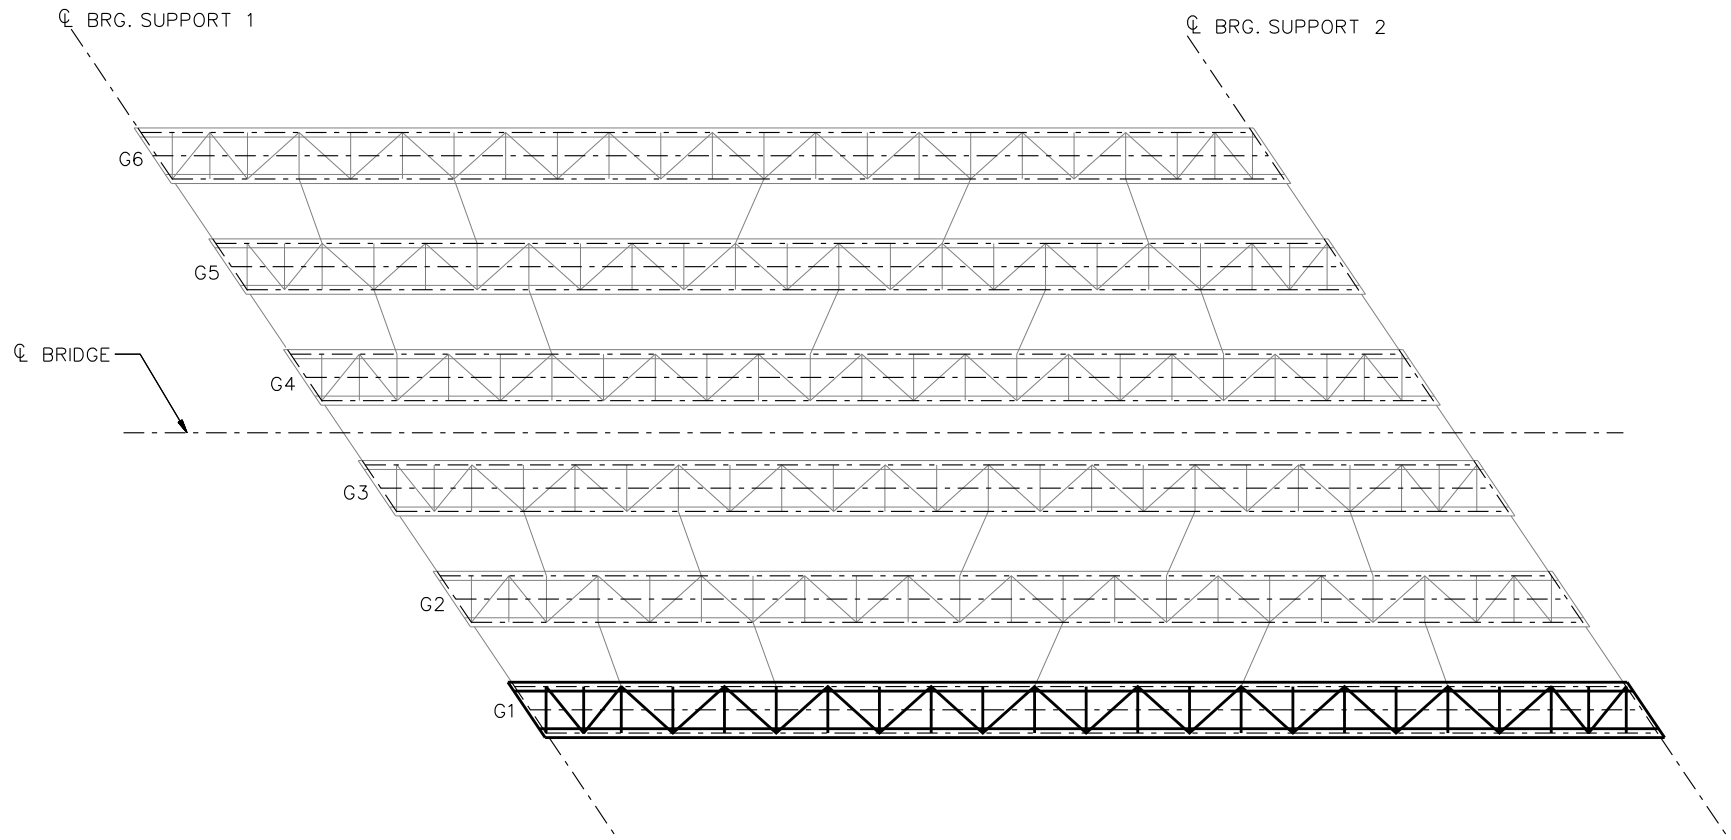 ℄ BRG. SUPPORT 1
℄ BRG. SUPPORT 2
G6
G5
℄ BRIDGE
G4
G3
G2
G1